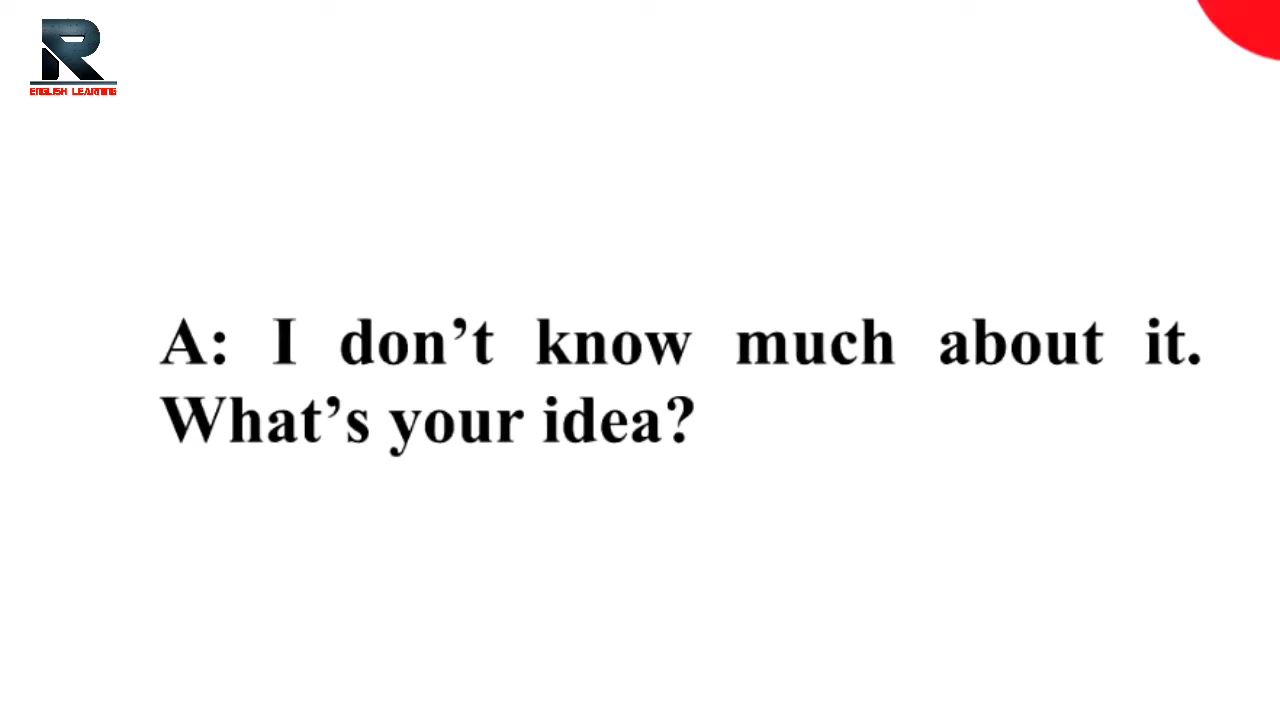 R
ENGLISH LEARNING
A: I don’t know much about it.
What’s your idea?